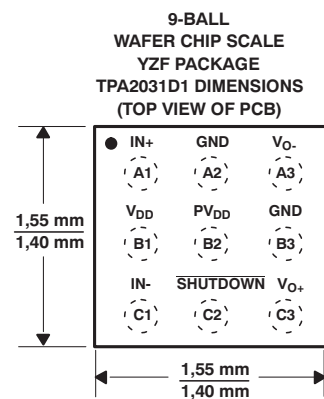 9-BALL
WAFER CHIP SCALE
YZF PACKAGE
TPA2031D1 DIMENSIONS
(TOP VIEW OF PCB)
IN+ GND VO-
A1 A2 A3
VDD PVDD GND
B1 B2 B3
IN- SHUTDOWN VO+
C1 C2 C3
1,55 mm
1,40 mm
1,55 mm
1,40 mm